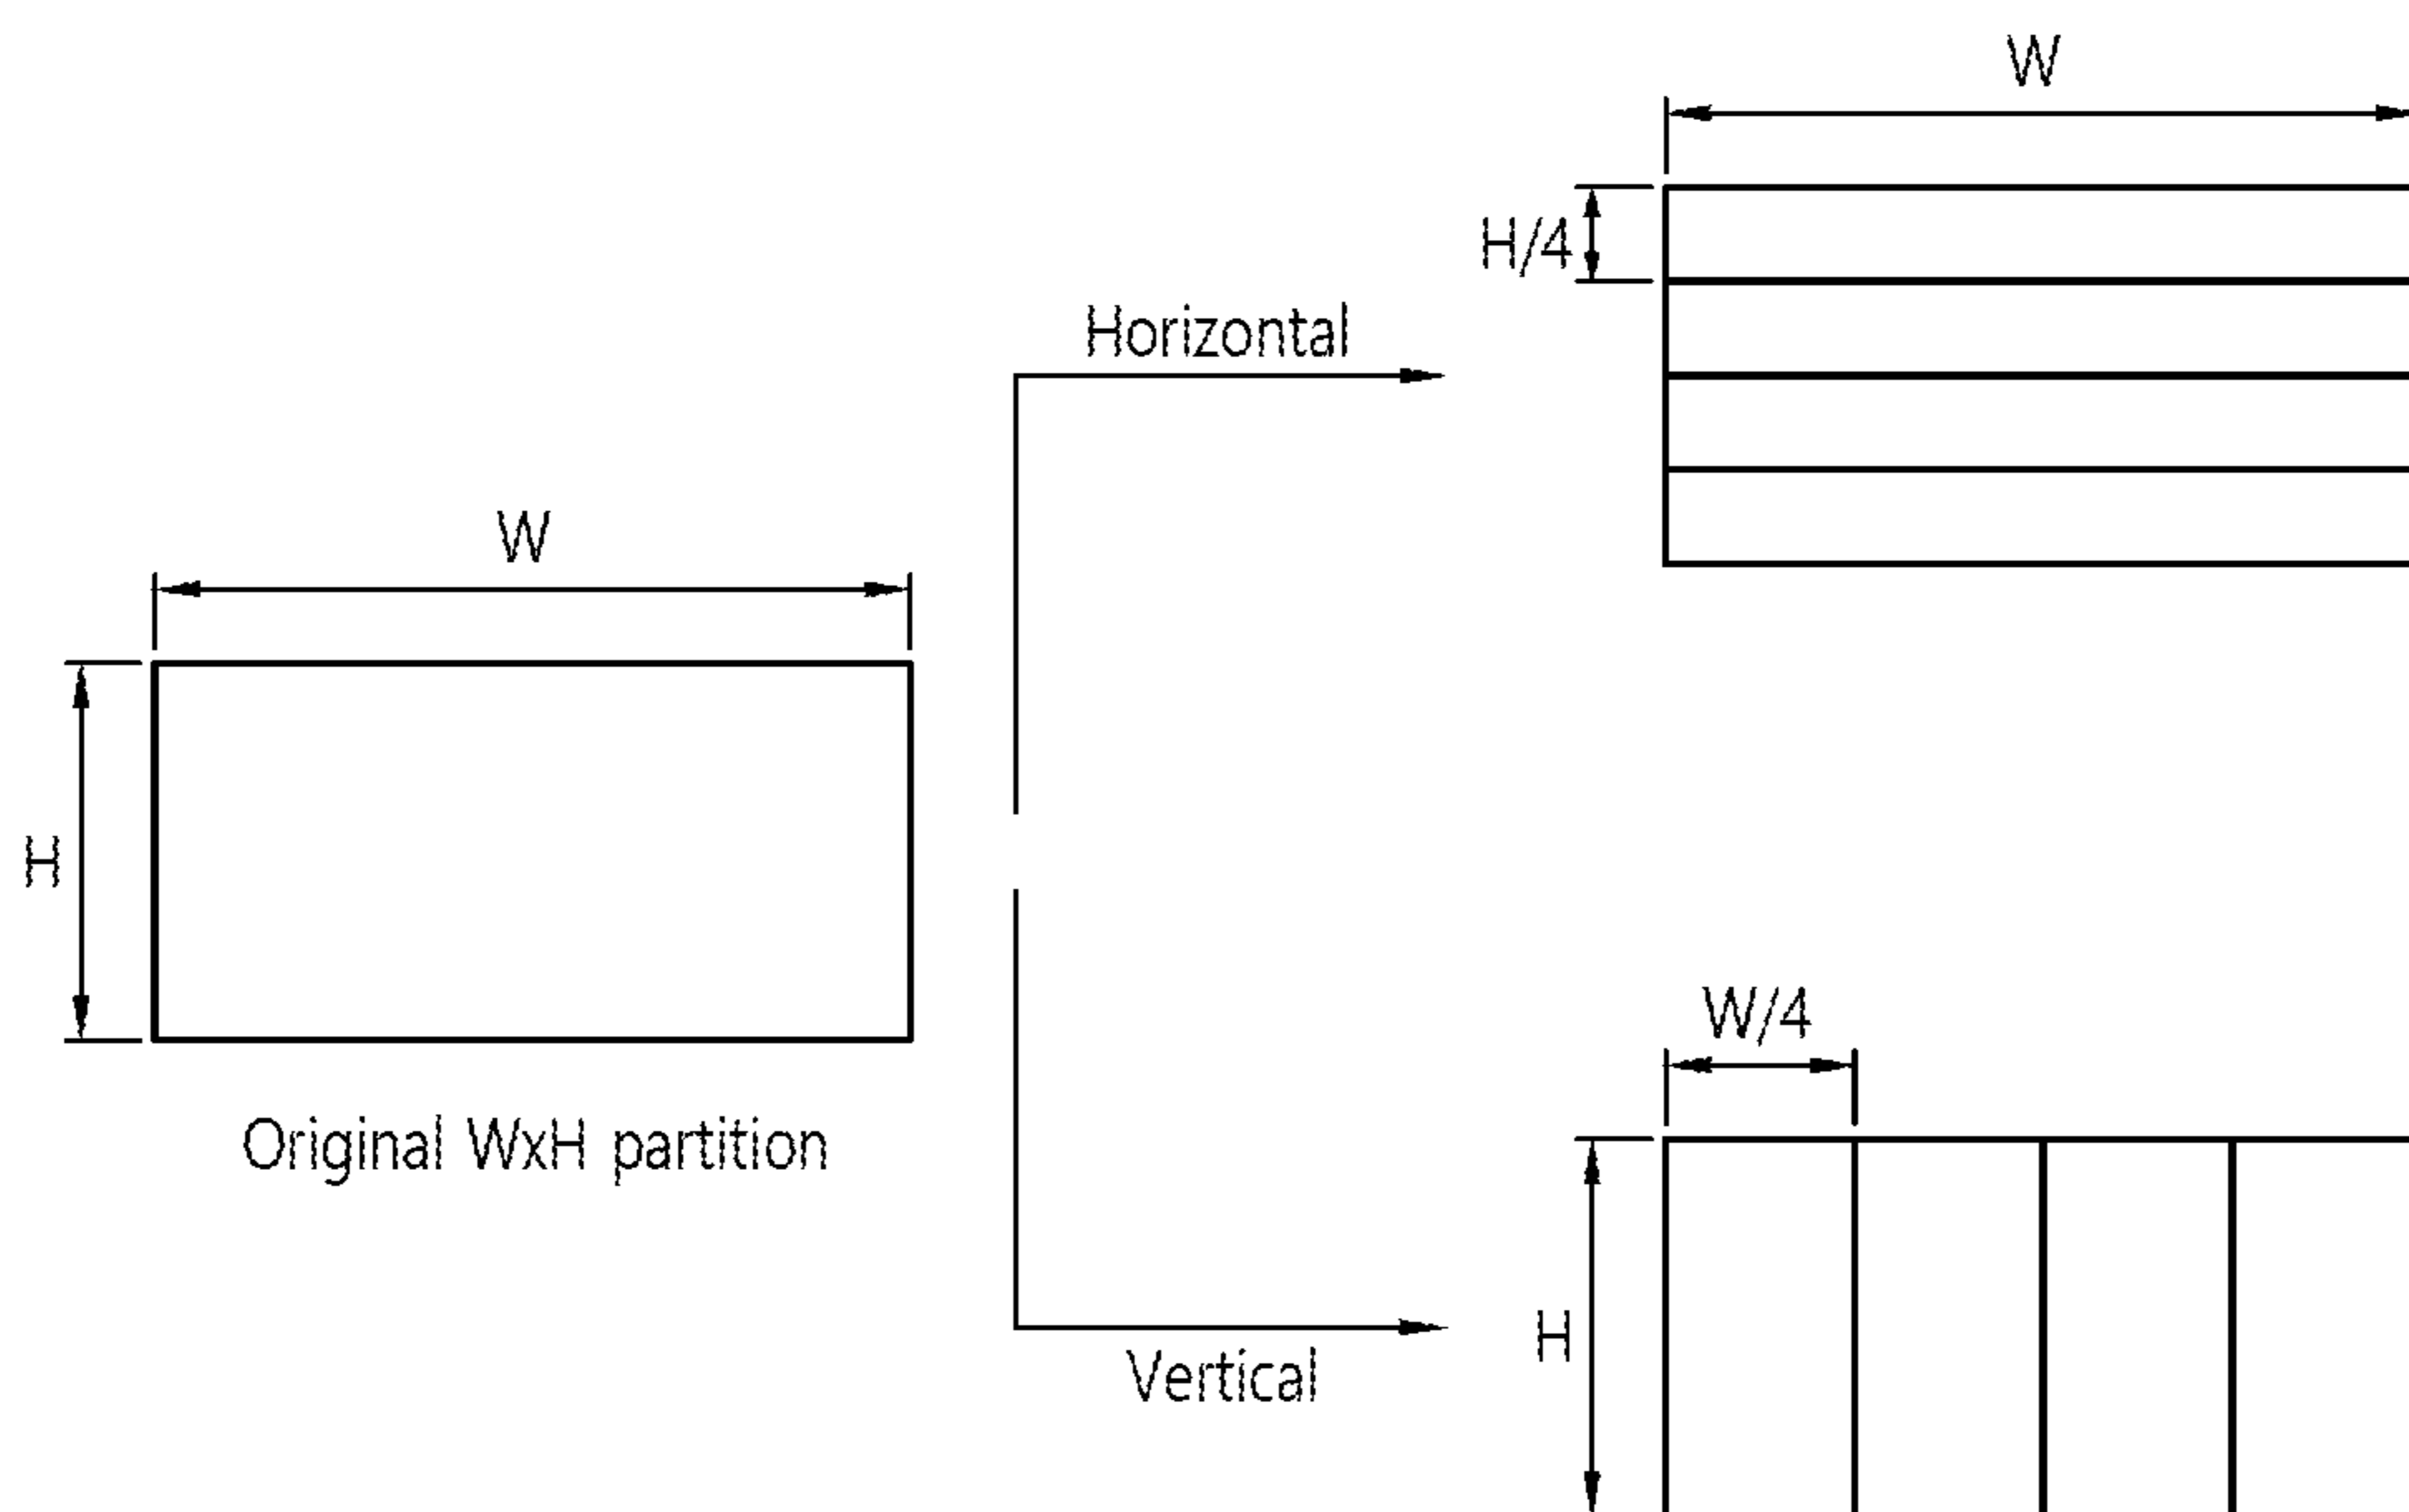 W
H/4
Horizontal
W
H
Original WxH partition
W/4
H
Vertical